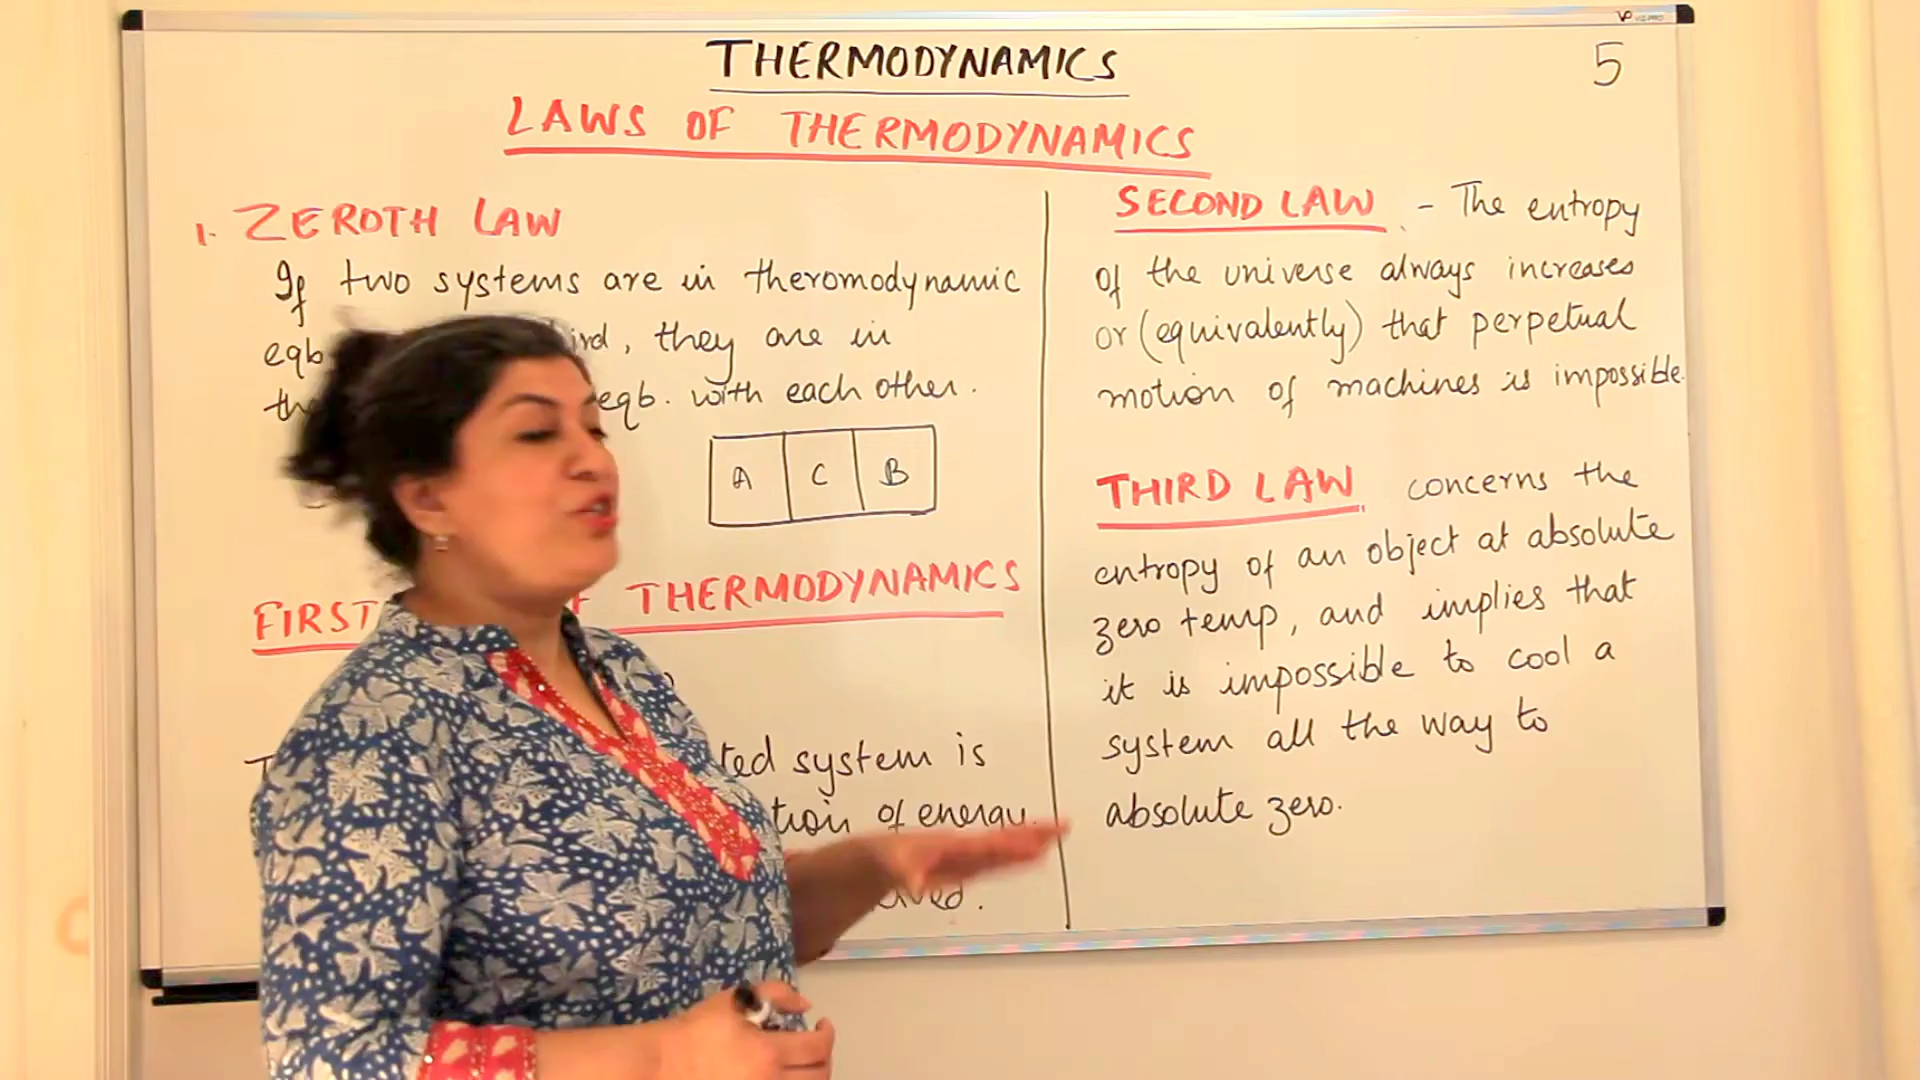 THERMODYNAMICS
5
LAWS OF THERMODYNAMICS
1. ZEROTH LAW
If two systems are in theromodynamic
eqb ird, they are in
eqb. with each other.
A C B
FIRST THERMODYNAMICS
system is
of energy.
SECOND LAW - The entropy
of the universe always increases
or (equivalently) that perpetual
motion of machines is impossible.
THIRD LAW concerns the
entropy of an object at absolute
zero temp, and implies that
it is impossible to cool a
system all the way to
absolute zero.